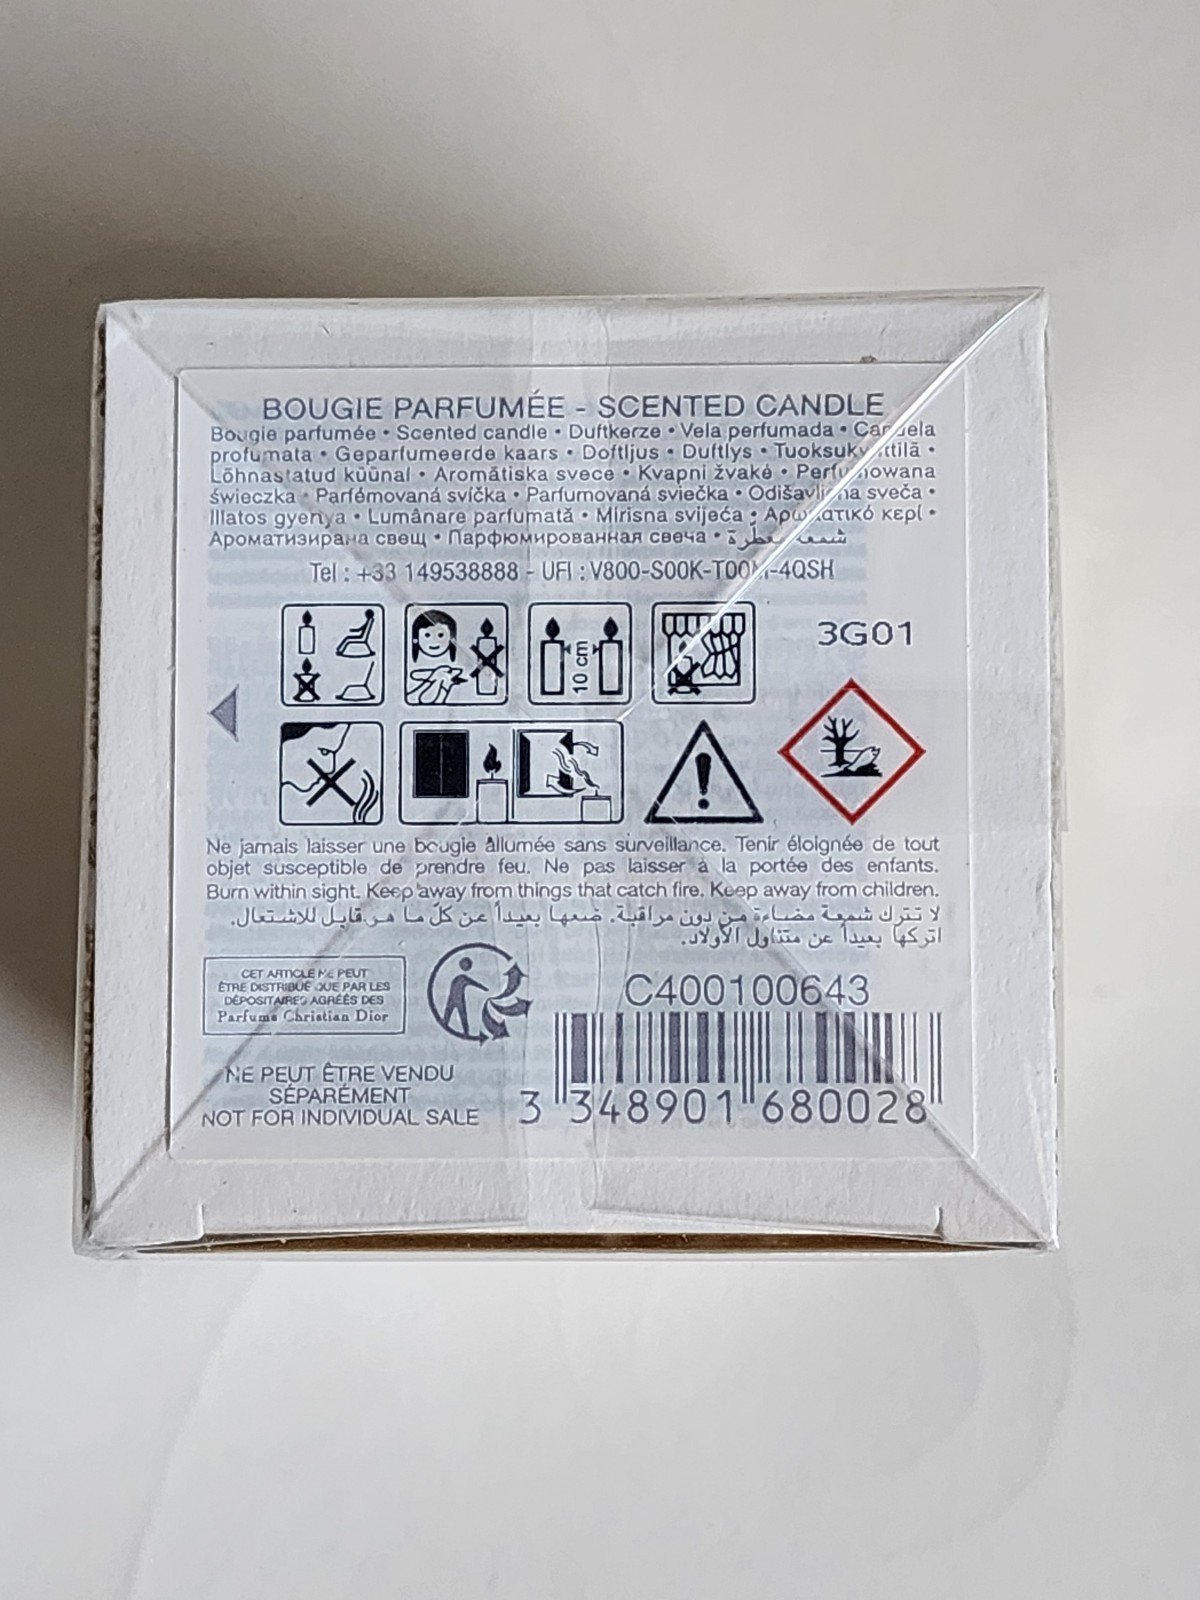 BOUGIE PARFUMÉE - SCENTED CANDLE
Bougie parfumée • Scented candle • Duftkerze • Vela perfumada • Candela
profumata • Geparfumeerde kaars • Doftljus • Duftlys • Tuoksukynttilä •
Lõhnastatud küünal • Aromātiska svece • Kvapni žvakė • Perfumowana
świeczka • Parfémovaná svíčka • Parfumovaná sviečka • Odišavljena sveča •
Illatos gyertya • Lumânare parfumată • Mirisna svijeća • Αρωματικό κερί •
Ароматизирана свещ • Парфюмированная свеча • شمعة معطّرة
Tel : +33 149538888 - UFI : V800-S00K-T00M-4QSH
3G01
10 cm
Ne jamais laisser une bougie allumée sans surveillance. Tenir éloignée de tout
objet susceptible de prendre feu. Ne pas laisser à la portée des enfants.
Burn within sight. Keep away from things that catch fire. Keep away from children.
لا تترك شمعة مضاءة من دون مراقبة. ضعها بعيداً عن كلّ ما هو قابل للاشتعال.
اتركها بعيداً عن متناول الأولاد.
CET ARTICLE NE PEUT
ÊTRE DISTRIBUÉ QUE PAR LES
DÉPOSITAIRES AGRÉÉS DES
Parfums Christian Dior
C400100643
NE PEUT ÊTRE VENDU
SÉPARÉMENT
NOT FOR INDIVIDUAL SALE
3 348901 680028